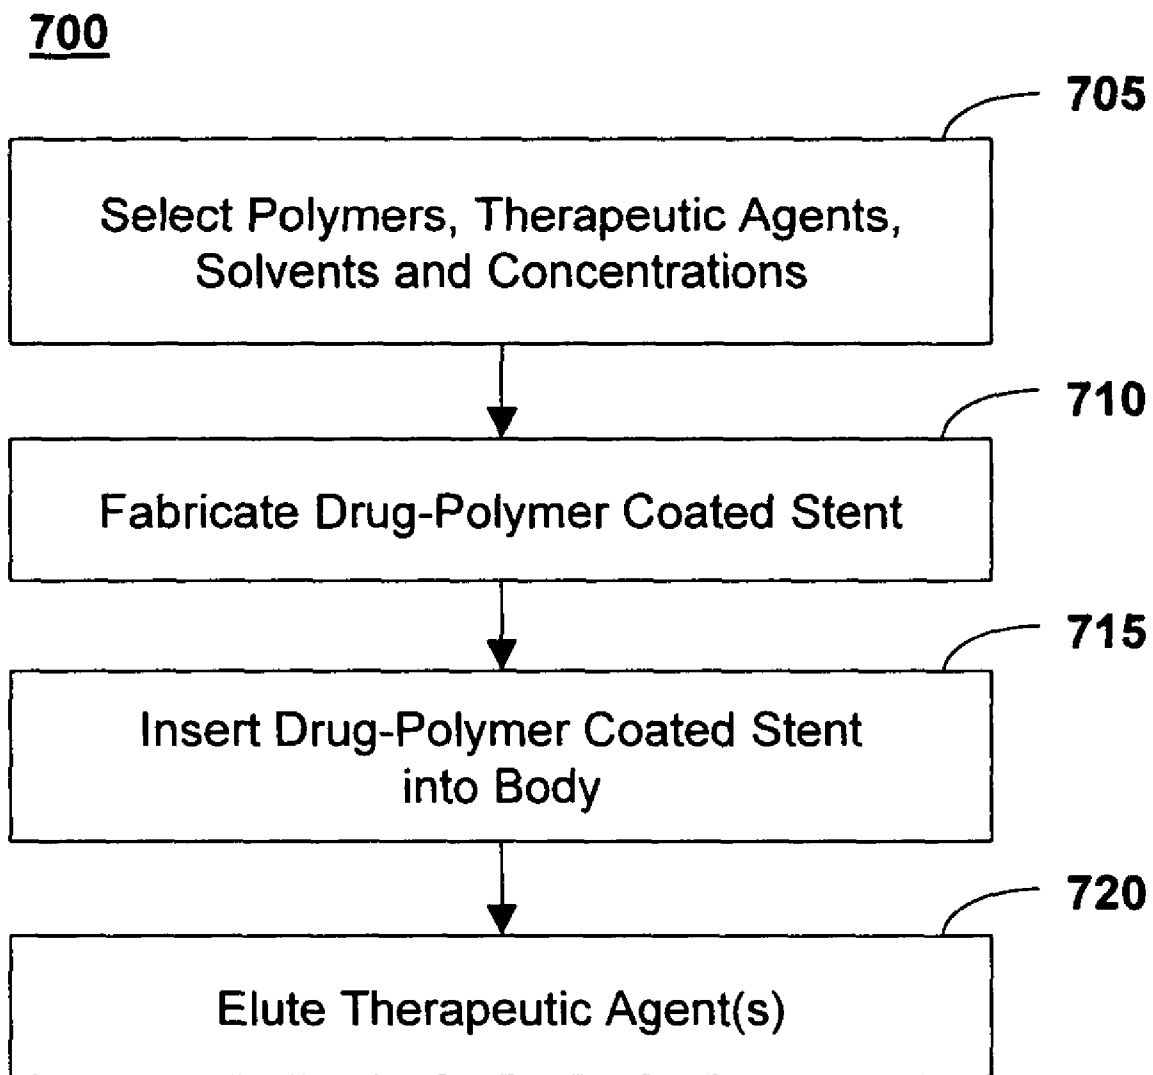 700
705
Select Polymers, Therapeutic Agents,
Solvents and Concentrations
710
Fabricate Drug-Polymer Coated Stent
715
Insert Drug-Polymer Coated Stent
into Body
720
Elute Therapeutic Agent(s)